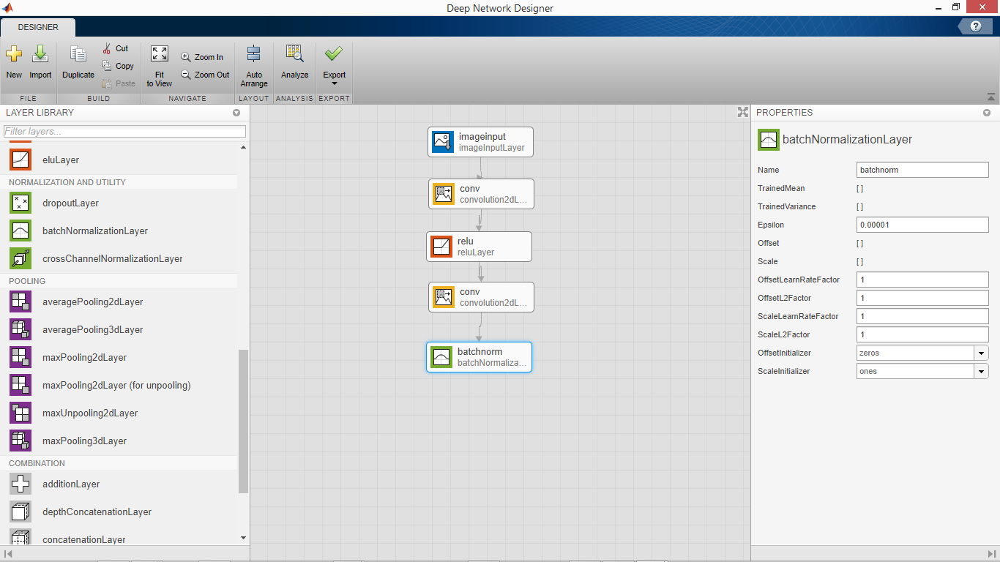 Deep Network Designer
DESIGNER
?
New
Import
Duplicate
Cut
Copy
Paste
Fit
to View
Zoom In
Zoom Out
Auto
Arrange
Analyze
Export
FILE
BUILD
NAVIGATE
LAYOUT
ANALYSIS
EXPORT
LAYER LIBRARY
Filter layers...
eluLayer
NORMALIZATION AND UTILITY
dropoutLayer
batchNormalizationLayer
crossChannelNormalizationLayer
POOLING
averagePooling2dLayer
averagePooling3dLayer
maxPooling2dLayer
maxPooling2dLayer (for unpooling)
maxUnpooling2dLayer
maxPooling3dLayer
COMBINATION
additionLayer
depthConcatenationLayer
concatenationLayer
imageinput
imageInputLayer
conv
convolution2dL...
relu
reluLayer
conv
convolution2dL...
batchnorm
batchNormaliza...
PROPERTIES
batchNormalizationLayer
Name batchnorm
TrainedMean [ ]
TrainedVariance [ ]
Epsilon 0.00001
Offset [ ]
Scale [ ]
OffsetLearnRateFactor 1
OffsetL2Factor 1
ScaleLearnRateFactor 1
ScaleL2Factor 1
OffsetInitializer zeros
ScaleInitializer ones